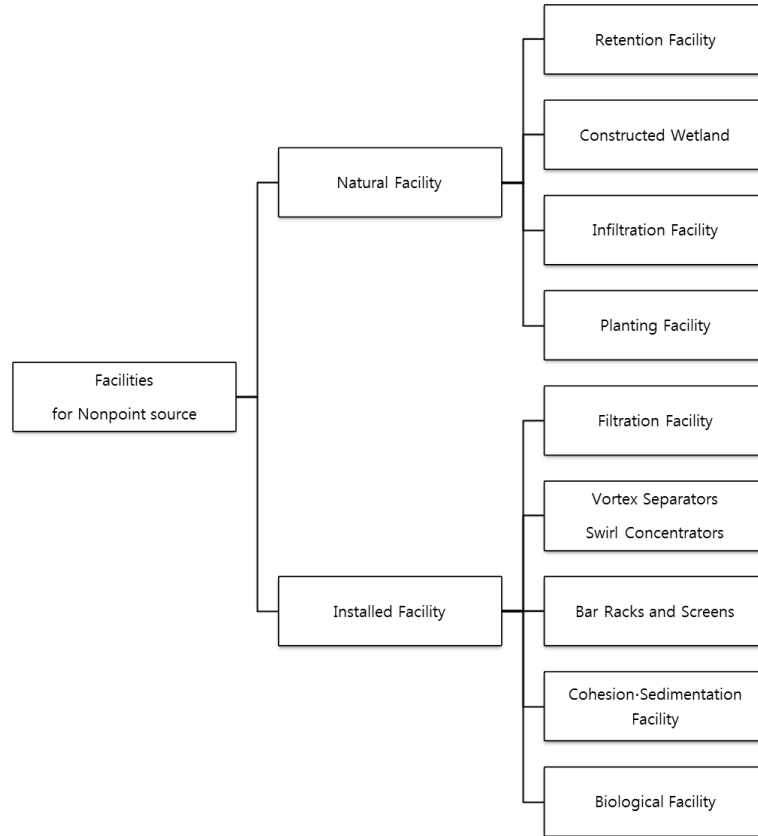 Facilities
for Nonpoint source
Natural Facility
Retention Facility
Constructed Wetland
Infiltration Facility
Planting Facility
Installed Facility
Filtration Facility
Vortex Separators
Swirl Concentrators
Bar Racks and Screens
Cohesion·Sedimentation
Facility
Biological Facility